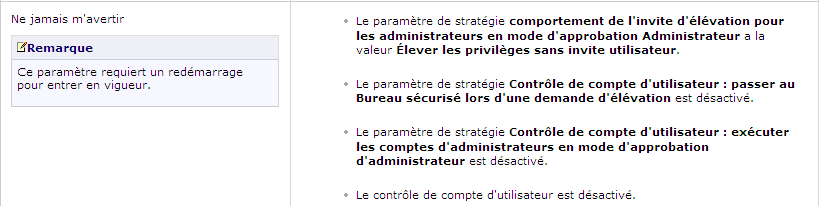 Ne jamais m'avertir
Remarque
Ce paramètre requiert un redémarrage
pour entrer en vigueur.
Le paramètre de stratégie comportement de l'invite d'élévation pour
les administrateurs en mode d'approbation Administrateur a la
valeur Élever les privilèges sans invite utilisateur.
Le paramètre de stratégie Contrôle de compte d'utilisateur : passer au
Bureau sécurisé lors d'une demande d'élévation est désactivé.
Le paramètre de stratégie Contrôle de compte d'utilisateur : exécuter
les comptes d'administrateurs en mode d'approbation
d'administrateur est désactivé.
Le contrôle de compte d'utilisateur est désactivé.